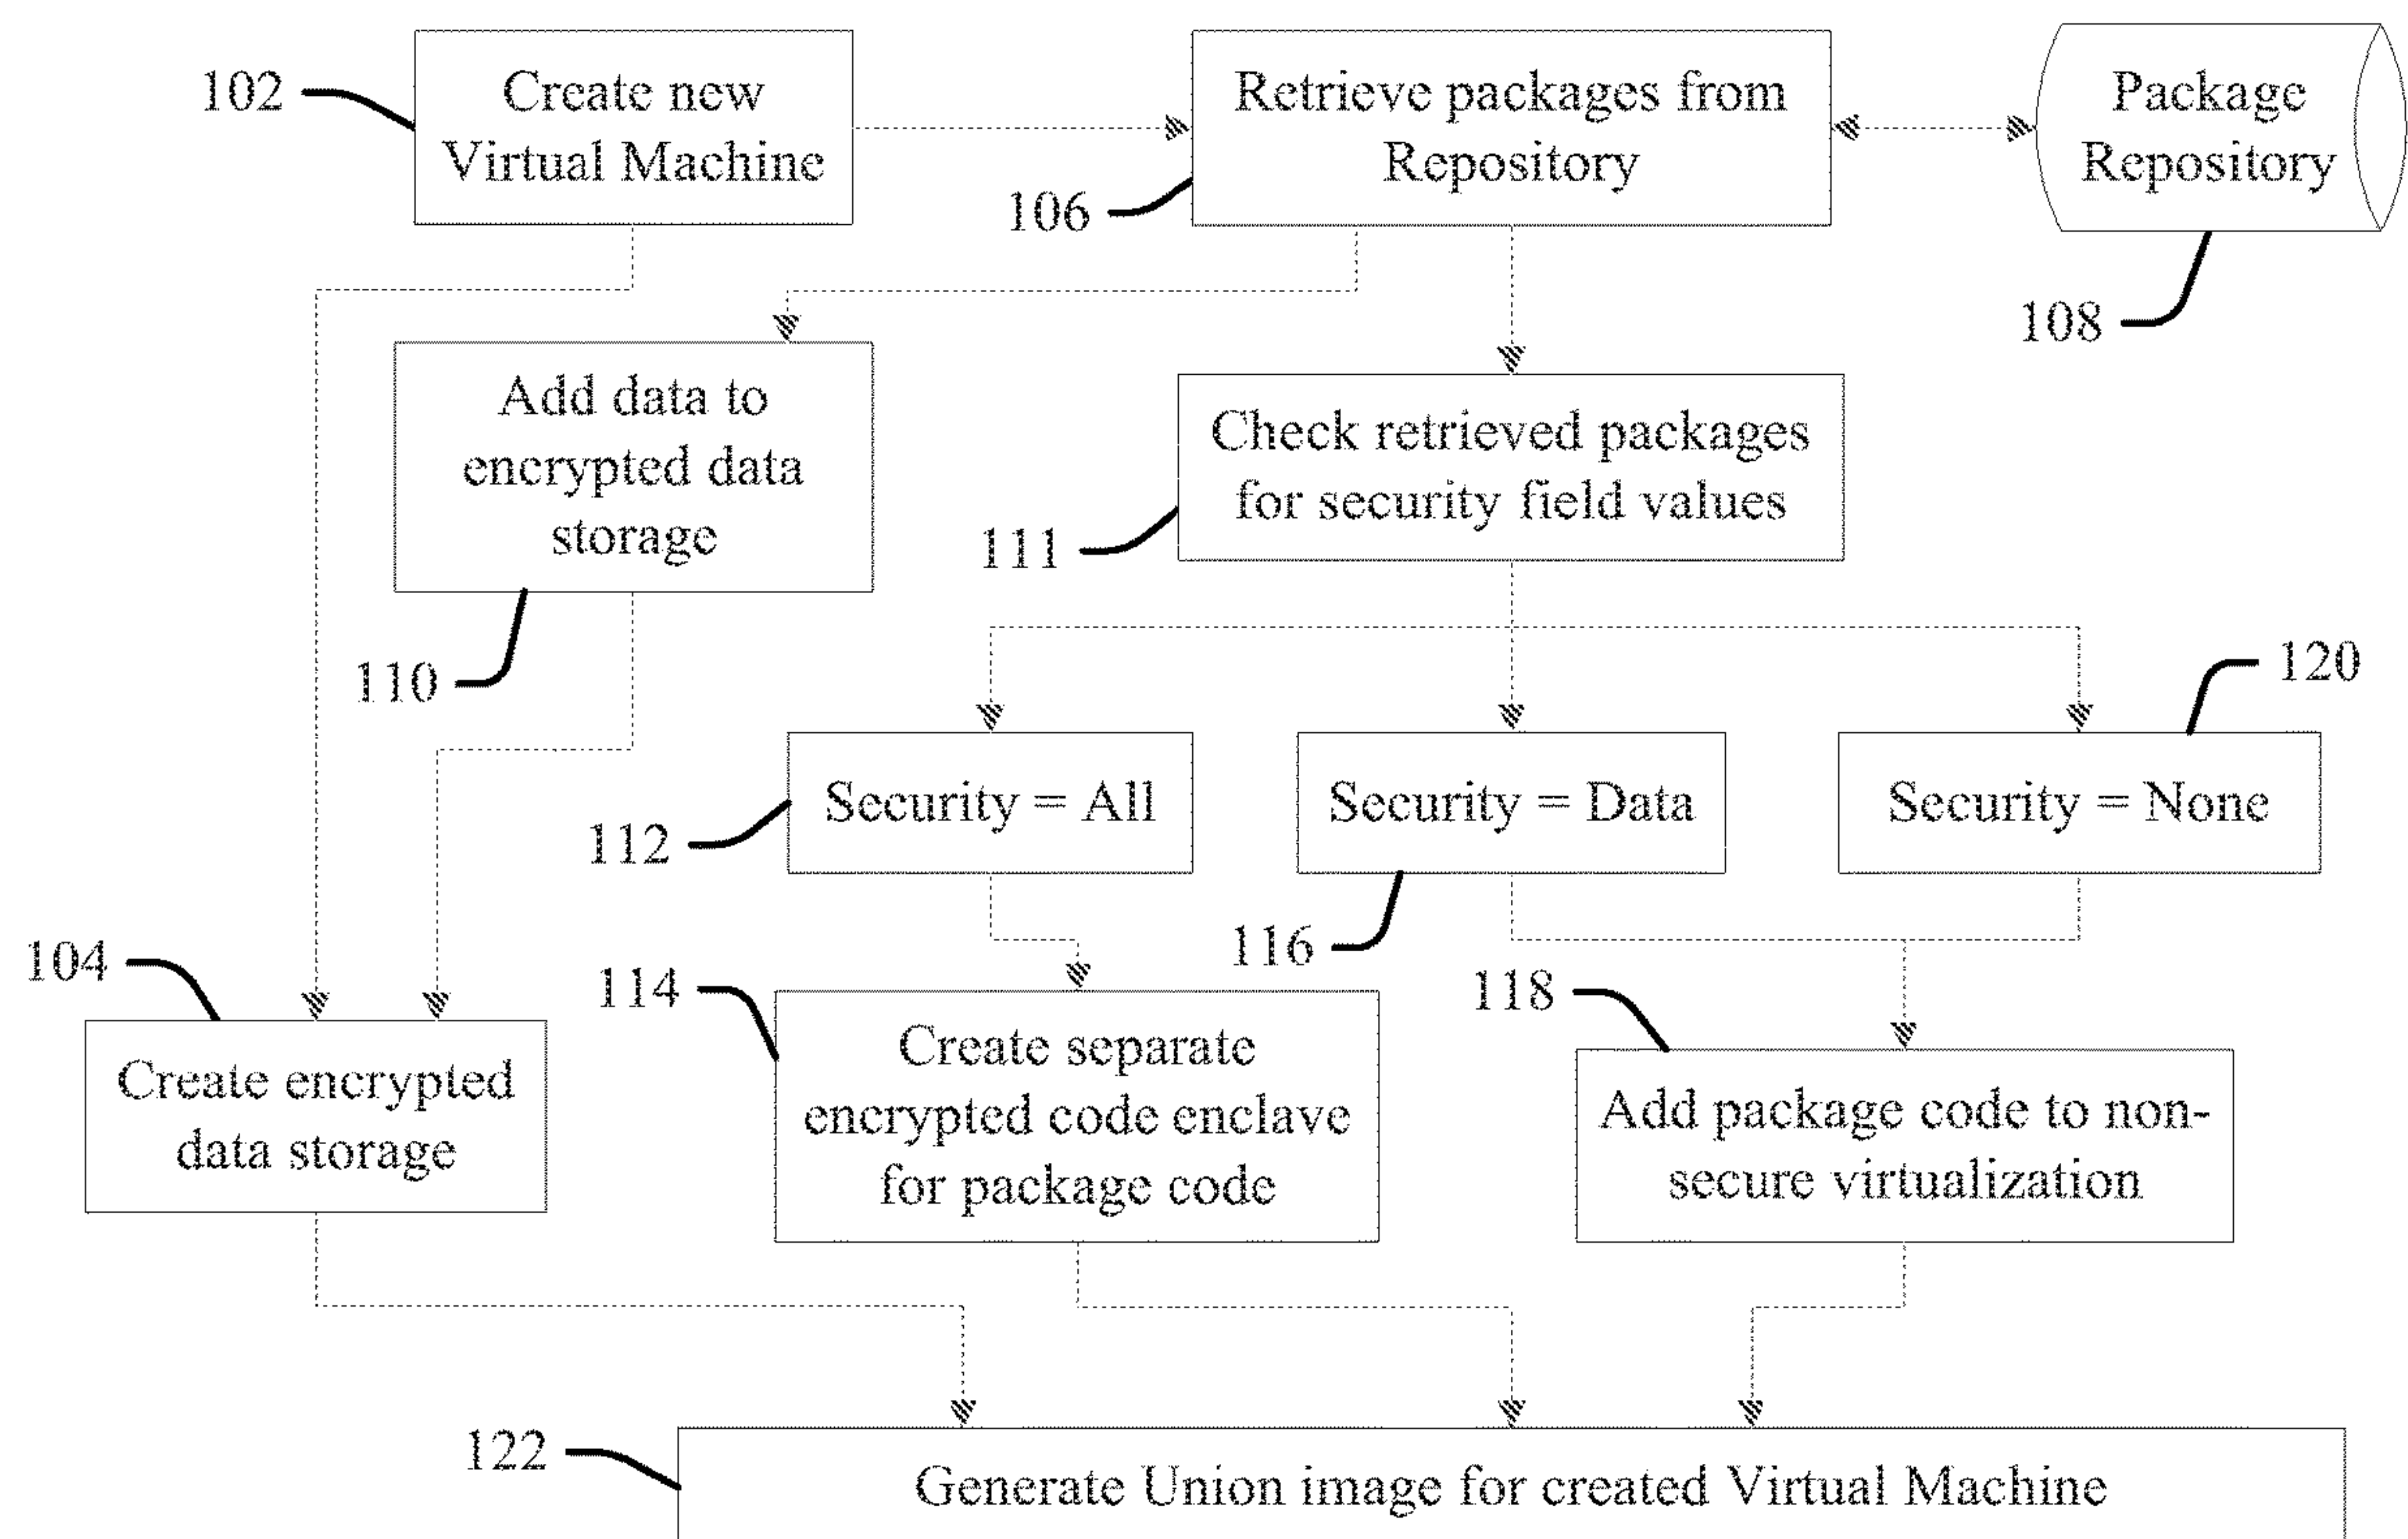 102
Create new
Virtual Machine
Retrieve packages from
Repository
106
Package
Repository
108
Add data to
encrypted data
storage
110
Check retrieved packages
for security field values
111
120
Security = All
112
Security = Data
116
Security = None
104
Create encrypted
data storage
114
Create separate
encrypted code enclave
for package code
118
Add package code to non-
secure virtualization
122
Generate Union image for created Virtual Machine